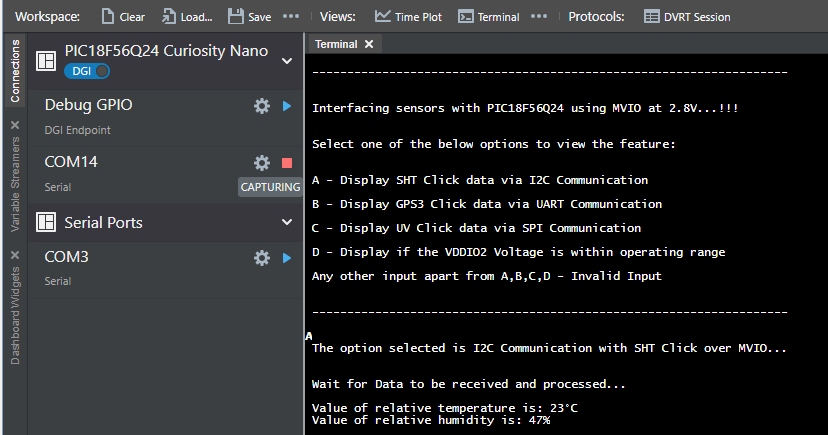 Workspace: Clear Load... Save ••• Views: Time Plot Terminal ••• Protocols: DVRT Session
Connections
Variable Streamers
Dashboard Widgets
PIC18F56Q24 Curiosity Nano
DGI
Debug GPIO
DGI Endpoint
COM14
Serial
CAPTURING
Serial Ports
COM3
Serial
Terminal
--------------------------------------------------------------------
Interfacing sensors with PIC18F56Q24 using MVIO at 2.8V...!!!
Select one of the below options to view the feature:
A - Display SHT Click data via I2C Communication
B - Display GPS3 Click data via UART Communication
C - Display UV Click data via SPI Communication
D - Display if the VDDIO2 Voltage is within operating range
Any other input apart from A,B,C,D - Invalid Input
--------------------------------------------------------------------
A
The option selected is I2C Communication with SHT Click over MVIO...
Wait for Data to be received and processed...
Value of relative temperature is: 23°C
Value of relative humidity is: 47%